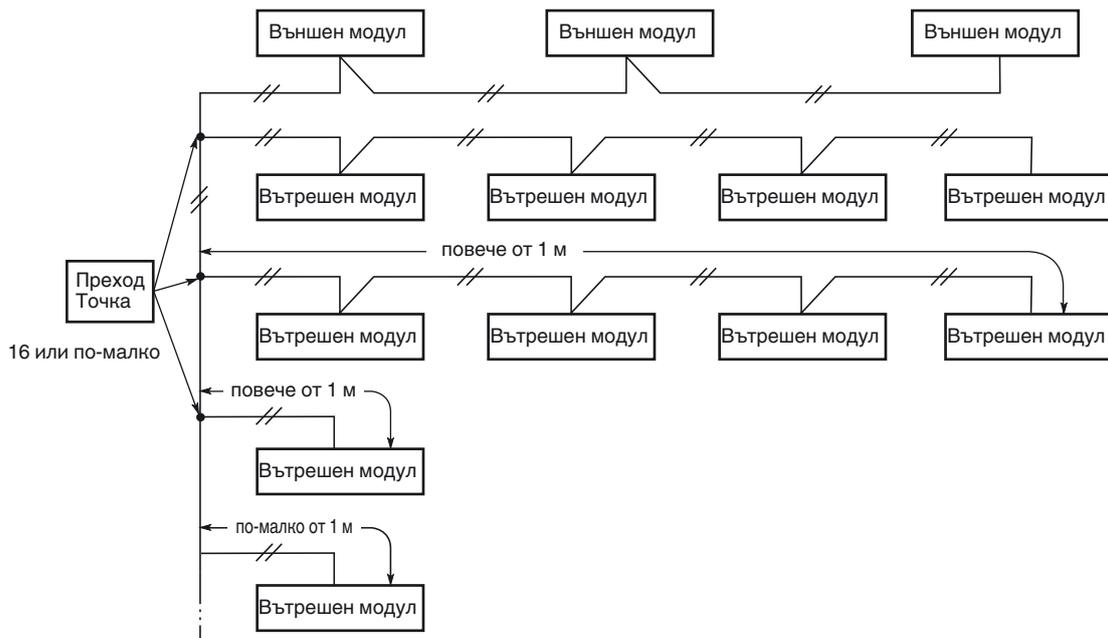 Външен модул Външен модул Външен модул
Вътрешен модул Вътрешен модул Вътрешен модул Вътрешен модул
повече от 1 м
Преход
Точка
Вътрешен модул Вътрешен модул Вътрешен модул Вътрешен модул
16 или по-малко
повече от 1 м
Вътрешен модул
по-малко от 1 м
Вътрешен модул